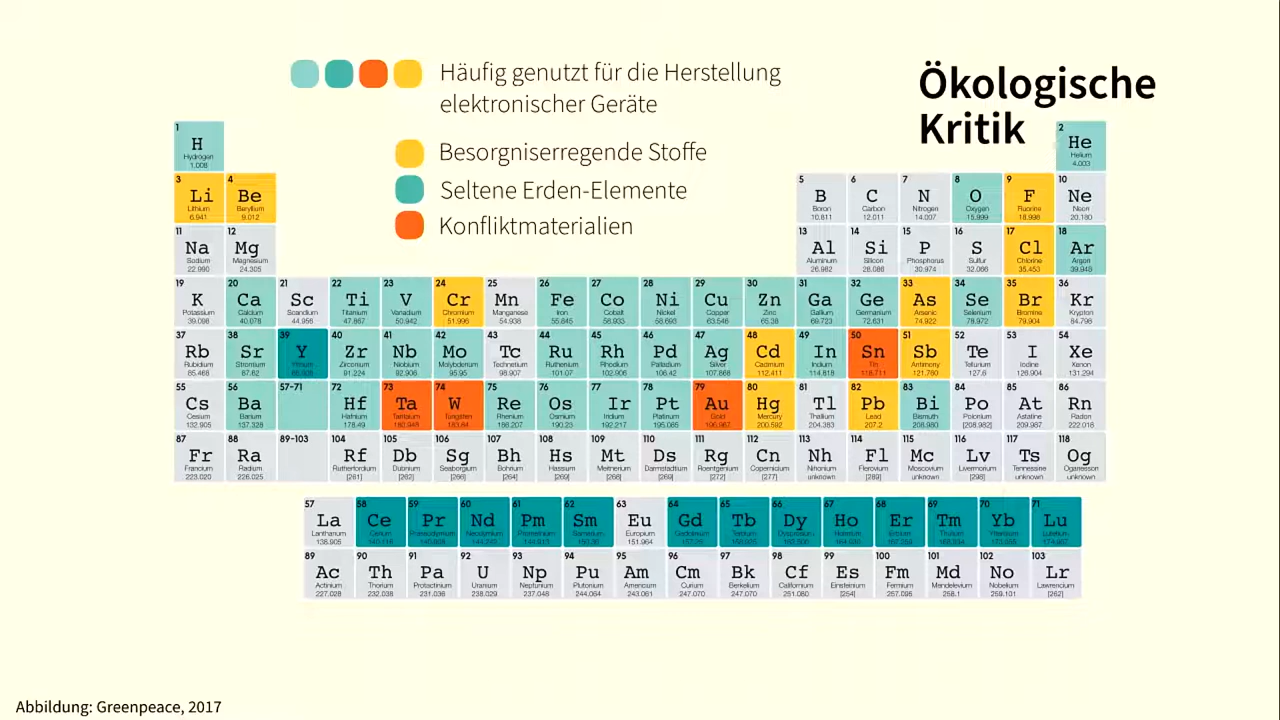 Häufig genutzt für die Herstellung
elektronischer Geräte
Ökologische
Kritik
Besorgniserregende Stoffe
Seltene Erden-Elemente
Konfliktmaterialien
1 2
H He
Hydrogen Helium
1.008 4.003
3 4 5 6 7 8 9 10
Li Be B C N O F Ne
Lithium Beryllium Boron Carbon Nitrogen Oxygen Fluorine Neon
6.941 9.012 10.811 12.011 14.007 15.999 18.998 20.180
11 12 13 14 15 16 17 18
Na Mg Al Si P S Cl Ar
Sodium Magnesium Aluminum Silicon Phosphorus Sulfur Chlorine Argon
22.990 24.305 26.982 28.086 30.974 32.066 35.453 39.948
19 20 21 22 23 24 25 26 27 28 29 30 31 32 33 34 35 36
K Ca Sc Ti V Cr Mn Fe Co Ni Cu Zn Ga Ge As Se Br Kr
Potassium Calcium Scandium Titanium Vanadium Chromium Manganese Iron Cobalt Nickel Copper Zinc Gallium Germanium Arsenic Selenium Bromine Krypton
39.098 40.078 44.956 47.867 50.942 51.996 54.938 55.845 58.933 58.693 63.546 65.38 69.723 72.631 74.922 78.972 79.904 84.798
37 38 39 40 41 42 43 44 45 46 47 48 49 50 51 52 53 54
Rb Sr Y Zr Nb Mo Tc Ru Rh Pd Ag Cd In Sn Sb Te I Xe
Rubidium Strontium Yttrium Zirconium Niobium Molybdenum Technetium Ruthenium Rhodium Palladium Silver Cadmium Indium Tin Antimony Tellurium Iodine Xenon
85.468 87.62 91.224 92.906 95.95 98.907 101.07 102.906 106.42 107.868 112.411 114.818 118.711 121.760 127.6 126.904 131.294
55 56 57-71 72 73 74 75 76 77 78 79 80 81 82 83 84 85 86
Cs Ba Hf Ta W Re Os Ir Pt Au Hg Tl Pb Bi Po At Rn
Cesium Barium Hafnium Tantalum Tungsten Rhenium Osmium Iridium Platinum Gold Mercury Thallium Lead Bismuth Polonium Astatine Radon
132.905 137.328 178.49 180.948 183.84 186.207 190.23 192.217 195.085 196.967 200.592 204.383 207.2 208.980 [208.982] 209.987 222.018
87 88 89-103 104 105 106 107 108 109 110 111 112 113 114 115 116 117 118
Fr Ra Rf Db Sg Bh Hs Mt Ds Rg Cn Nh Fl Mc Lv Ts Og
Francium Radium Rutherfordium Dubnium Seaborgium Bohrium Hassium Meitnerium Darmstadtium Roentgenium Copernicium Nihonium Flerovium Moscovium Livermorium Tennessine Oganesson
223.020 226.025 [261] [262] [266] [264] [269] [268] [269] [272] [277] unknown [289] unknown [298] unknown unknown
57 58 59 60 61 62 63 64 65 66 67 68 69 70 71
La Ce Pr Nd Pm Sm Eu Gd Tb Dy Ho Er Tm Yb Lu
Lanthanum Cerium Praseodymium Neodymium Promethium Samarium Europium Gadolinium Terbium Dysprosium Holmium Erbium Thulium Ytterbium Lutetium
138.905 151.964
89 90 91 92 93 94 95 96 97 98 99 100 101 102 103
Ac Th Pa U Np Pu Am Cm Bk Cf Es Fm Md No Lr
Actinium Thorium Protactinium Uranium Neptunium Plutonium Americium Curium Berkelium Californium Einsteinium Fermium Mendelevium Nobelium Lawrencium
227.028 232.038 231.036 238.029 237.048 244.064 243.061 247.070 247.070 251.080 [254] 257.095 258.1 259.101 [262]
Abbildung: Greenpeace, 2017